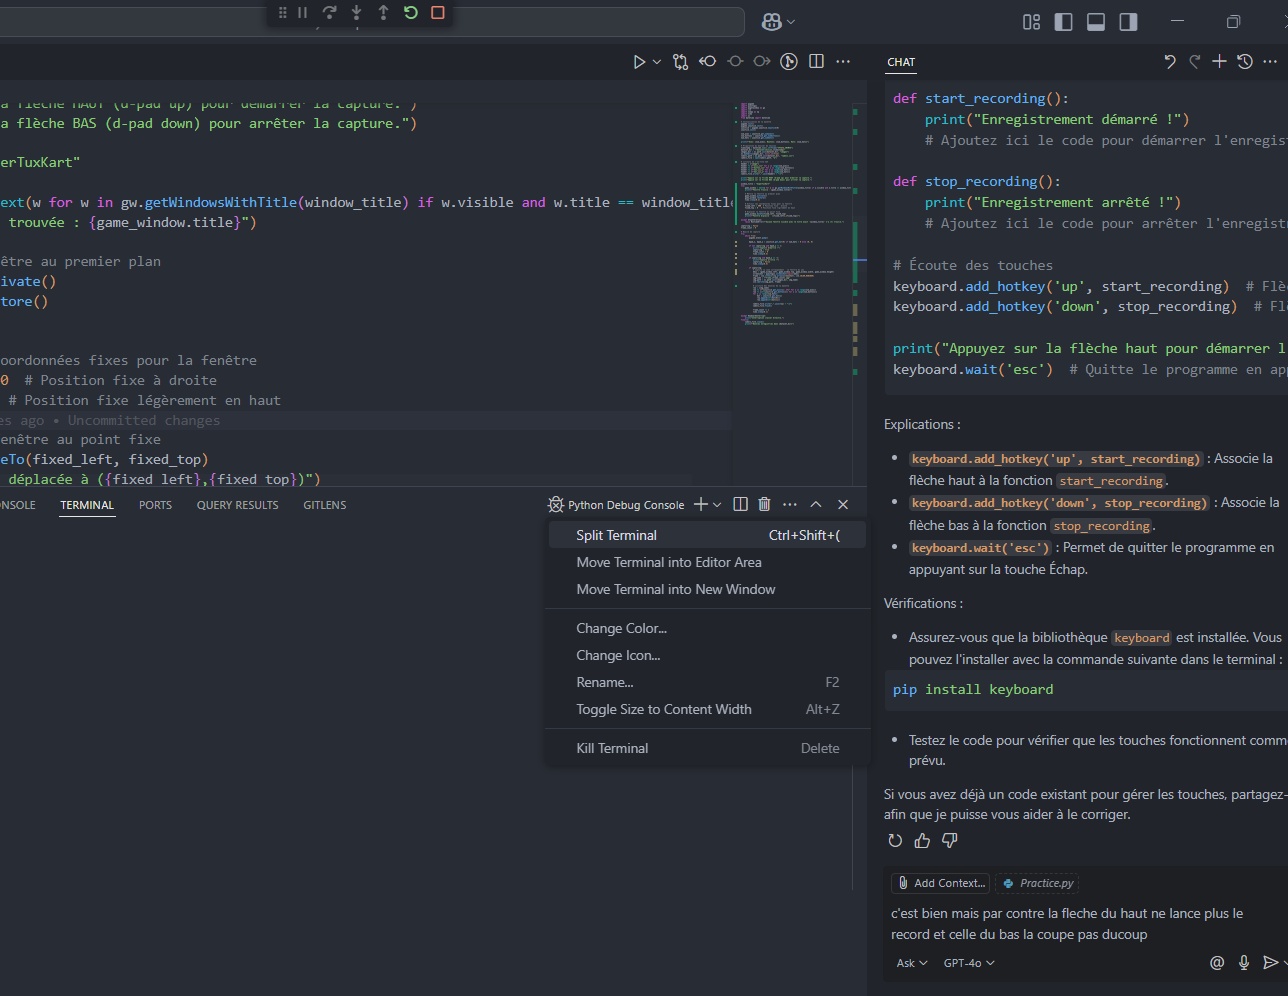 CHAT
a flèche HAUT (d-pad up) pour démarrer la capture.")
a flèche BAS (d-pad down) pour arrêter la capture.")
erTuxKart"
ext(w for w in gw.getWindowsWithTitle(window_title) if w.visible and w.title == window_titl
trouvée : {game_window.title}")
être au premier plan
ivate()
tore()
oordonnées fixes pour la fenêtre
0  # Position fixe à droite
# Position fixe légèrement en haut
es ago • Uncommitted changes
enêtre au point fixe
eTo(fixed_left, fixed_top)
déplacée à ({fixed_left},{fixed_top})")
NSOLE
TERMINAL
PORTS
QUERY RESULTS
GITLENS
Python Debug Console
Split Terminal Ctrl+Shift+(
Move Terminal into Editor Area
Move Terminal into New Window
Change Color...
Change Icon...
Rename... F2
Toggle Size to Content Width Alt+Z
Kill Terminal Delete
def start_recording():
print("Enregistrement démarré !")
# Ajoutez ici le code pour démarrer l'enregist
def stop_recording():
print("Enregistrement arrêté !")
# Ajoutez ici le code pour arrêter l'enregistr
# Écoute des touches
keyboard.add_hotkey('up', start_recording)  # Flè
keyboard.add_hotkey('down', stop_recording)  # Fl
print("Appuyez sur la flèche haut pour démarrer l
keyboard.wait('esc')  # Quitte le programme en ap
Explications :
• keyboard.add_hotkey('up', start_recording) : Associe la
flèche haut à la fonction start_recording.
• keyboard.add_hotkey('down', stop_recording) : Associe la
flèche bas à la fonction stop_recording.
• keyboard.wait('esc') : Permet de quitter le programme en
appuyant sur la touche Échap.
Vérifications :
• Assurez-vous que la bibliothèque keyboard est installée. Vous
pouvez l'installer avec la commande suivante dans le terminal :
pip install keyboard
• Testez le code pour vérifier que les touches fonctionnent comm
prévu.
Si vous avez déjà un code existant pour gérer les touches, partagez-
afin que je puisse vous aider à le corriger.
Add Context...
Practice.py
c'est bien mais par contre la fleche du haut ne lance plus le
record et celle du bas la coupe pas ducoup
Ask
GPT-4o